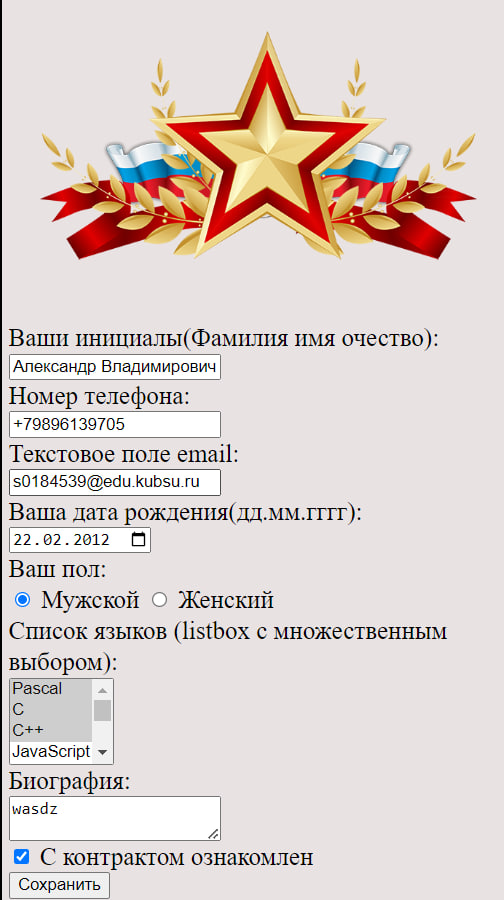 Ваши инициалы(Фамилия имя очество):
Александр Владимирович
Номер телефона:
+79896139705
Текстовое поле email:
s0184539@edu.kubsu.ru
Ваша дата рождения(дд.мм.гггг):
22.02.2012
Ваш пол:
Мужской Женский
Список языков (listbox с множественным
выбором):
Pascal
C
C++
JavaScript
Биография:
wasdz
С контрактом ознакомлен
Сохранить